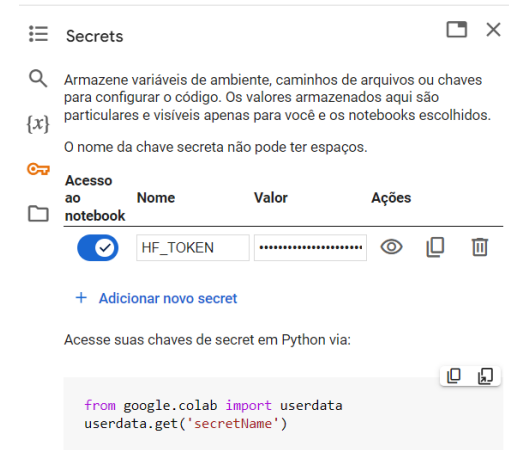 Secrets
Armazene variáveis de ambiente, caminhos de arquivos ou chaves
para configurar o código. Os valores armazenados aqui são
particulares e visíveis apenas para você e os notebooks escolhidos.
{x}
O nome da chave secreta não pode ter espaços.
Acesso
ao
notebook
Nome
Valor
Ações
HF_TOKEN
••••••••••••••••••••••
+ Adicionar novo secret
Acesse suas chaves de secret em Python via:
from google.colab import userdata
userdata.get('secretName')